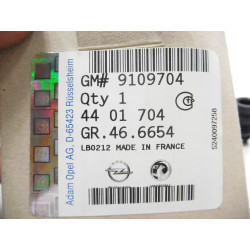 GM# 9109704
Qty 1
44 01 704
GR.46.6654
LB0212 MADE IN FRANCE
Adam Opel AG. D-65423 Rüsselsheim
S240097258